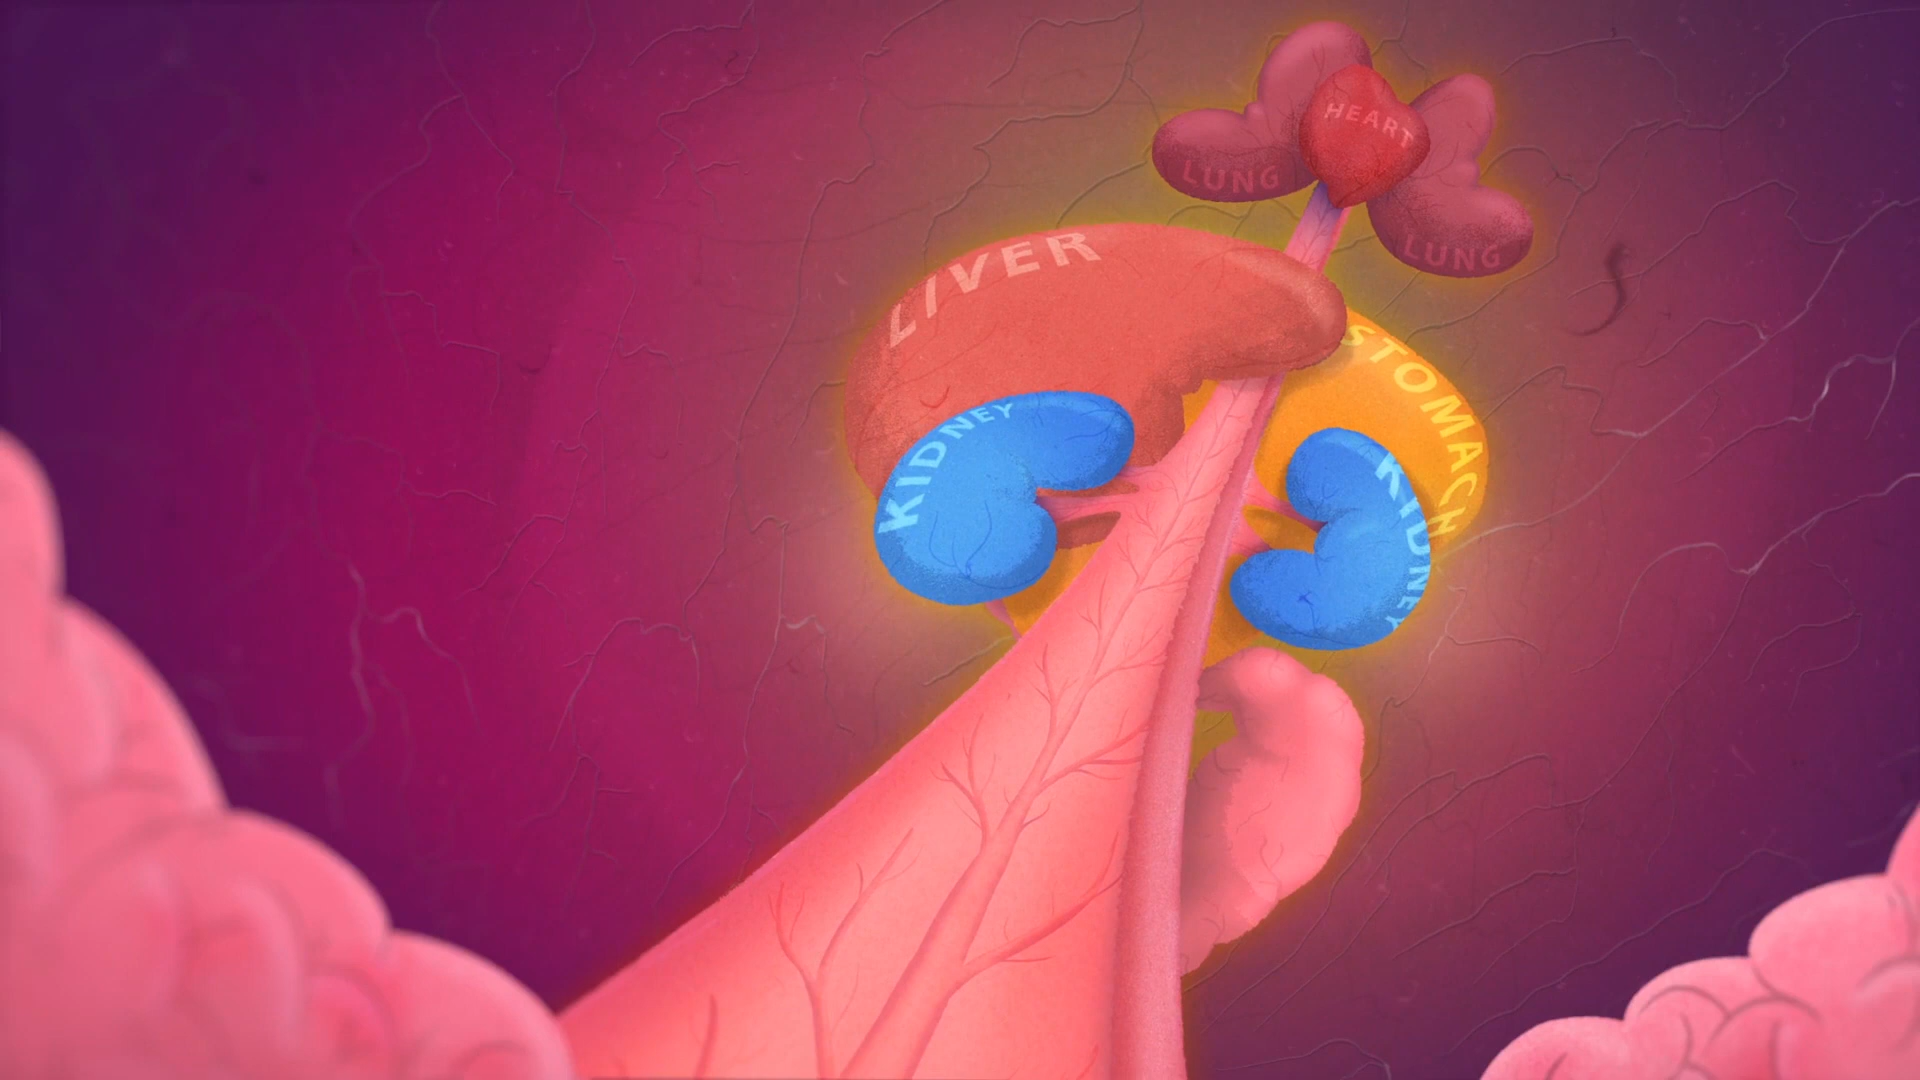 HEART
LUNG
LUNG
LIVER
STOMACH
KIDNEY
KIDNEY